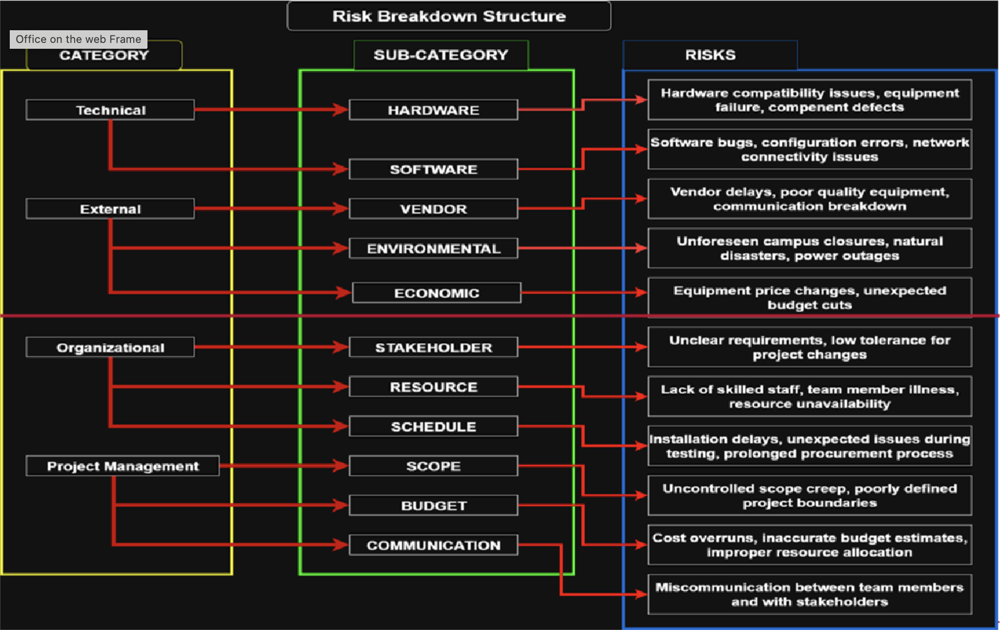 Risk Breakdown Structure
Office on the web Frame
CATEGORY
SUB-CATEGORY
RISKS
Technical
HARDWARE
Hardware compatibility issues, equipment
failure, compenent defects
SOFTWARE
Software bugs, configuration errors, network
connectivity issues
External
VENDOR
Vendor delays, poor quality equipment,
communication breakdown
ENVIRONMENTAL
Unforeseen campus closures, natural
disasters, power outages
ECONOMIC
Equipment price changes, unexpected
budget cuts
Organizational
STAKEHOLDER
Unclear requirements, low tolerance for
project changes
RESOURCE
Lack of skilled staff, team member illness,
resource unavailability
SCHEDULE
Installation delays, unexpected issues during
testing, prolonged procurement process
Project Management
SCOPE
Uncontrolled scope creep, poorly defined
project boundaries
BUDGET
Cost overruns, inaccurate budget estimates,
improper resource allocation
COMMUNICATION
Miscommunication between team members
and with stakeholders